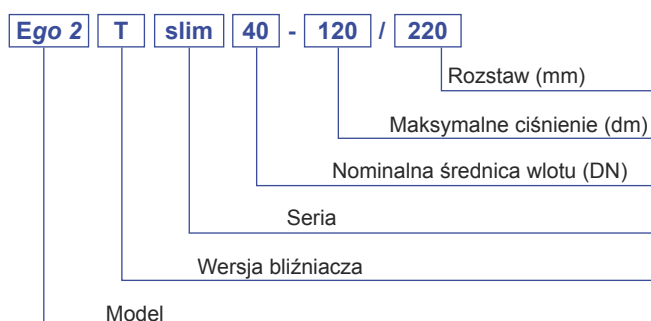 Ego 2 T slim 40 - 120 / 220
Rozstaw (mm)
Maksymalne ciśnienie (dm)
Nominalna średnica wlotu (DN)
Seria
Wersja bliźniacza
Model